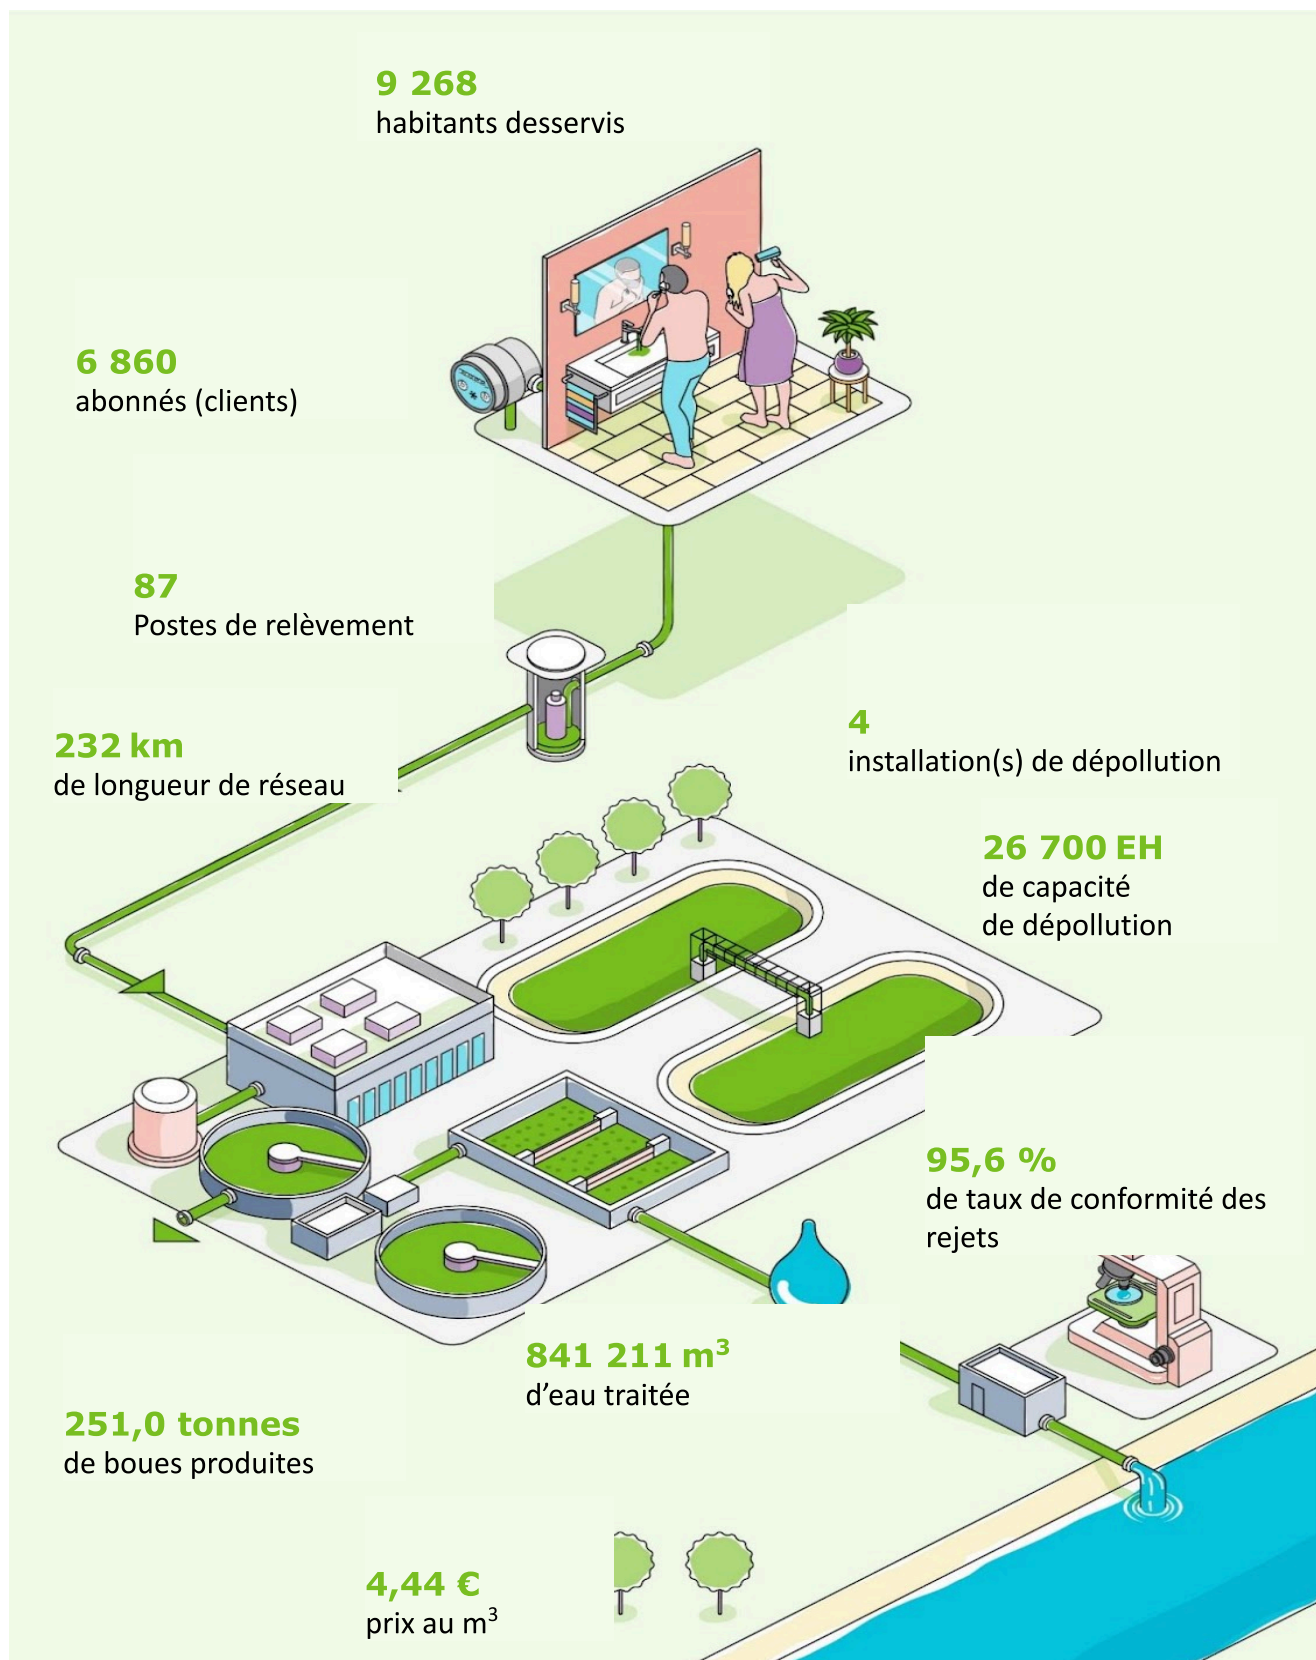 9 268
habitants desservis
6 860
abonnés (clients)
87
Postes de relèvement
232 km
de longueur de réseau
4
installation(s) de dépollution
26 700 EH
de capacité
de dépollution
95,6 %
de taux de conformité des
rejets
841 211 m³
d’eau traitée
251,0 tonnes
de boues produites
4,44 €
prix au m³